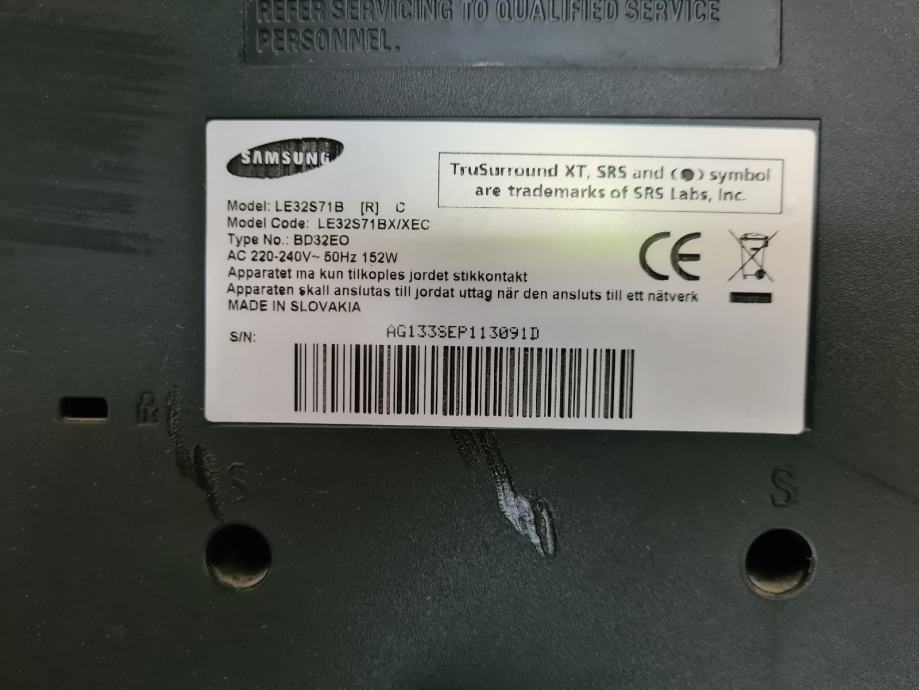 REFER SERVICING TO QUALIFIED SERVICE
PERSONNEL.
SAMSUNG
TruSurround XT, SRS and (●) symbol
are trademarks of SRS Labs, Inc.
Model: LE32S71B [R] C
Model Code: LE32S71BX/XEC
Type No.: BD32EO
AC 220-240V~ 50Hz 152W
Apparatet ma kun tilkoples jordet stikkontakt
Apparaten skall anslutas till jordat uttag när den ansluts till ett nätverk
MADE IN SLOVAKIA
CE
S/N: AG133SEP113091D
R
S
S